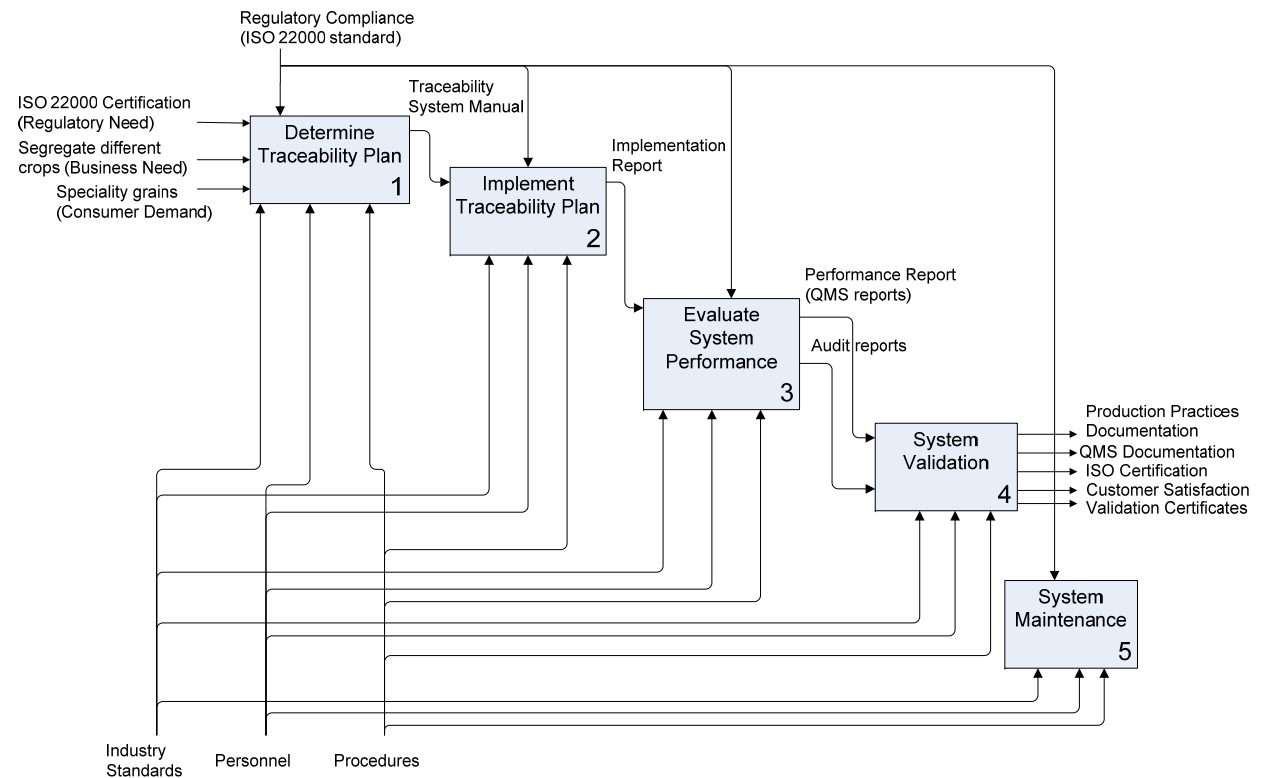 Regulatory Compliance
(ISO 22000 standard)
Traceability
System Manual
ISO 22000 Certification
(Regulatory Need)
Segregate different
crops (Business Need)
Speciality grains
(Consumer Demand)
Determine
Traceability Plan
1
Implementation
Report
Implement
Traceability Plan
2
Performance Report
(QMS reports)
Audit reports
Evaluate
System
Performance
3
System
Validation
4
Production Practices
Documentation
QMS Documentation
ISO Certification
Customer Satisfaction
Validation Certificates
System
Maintenance
5
Industry
Standards
Personnel
Procedures